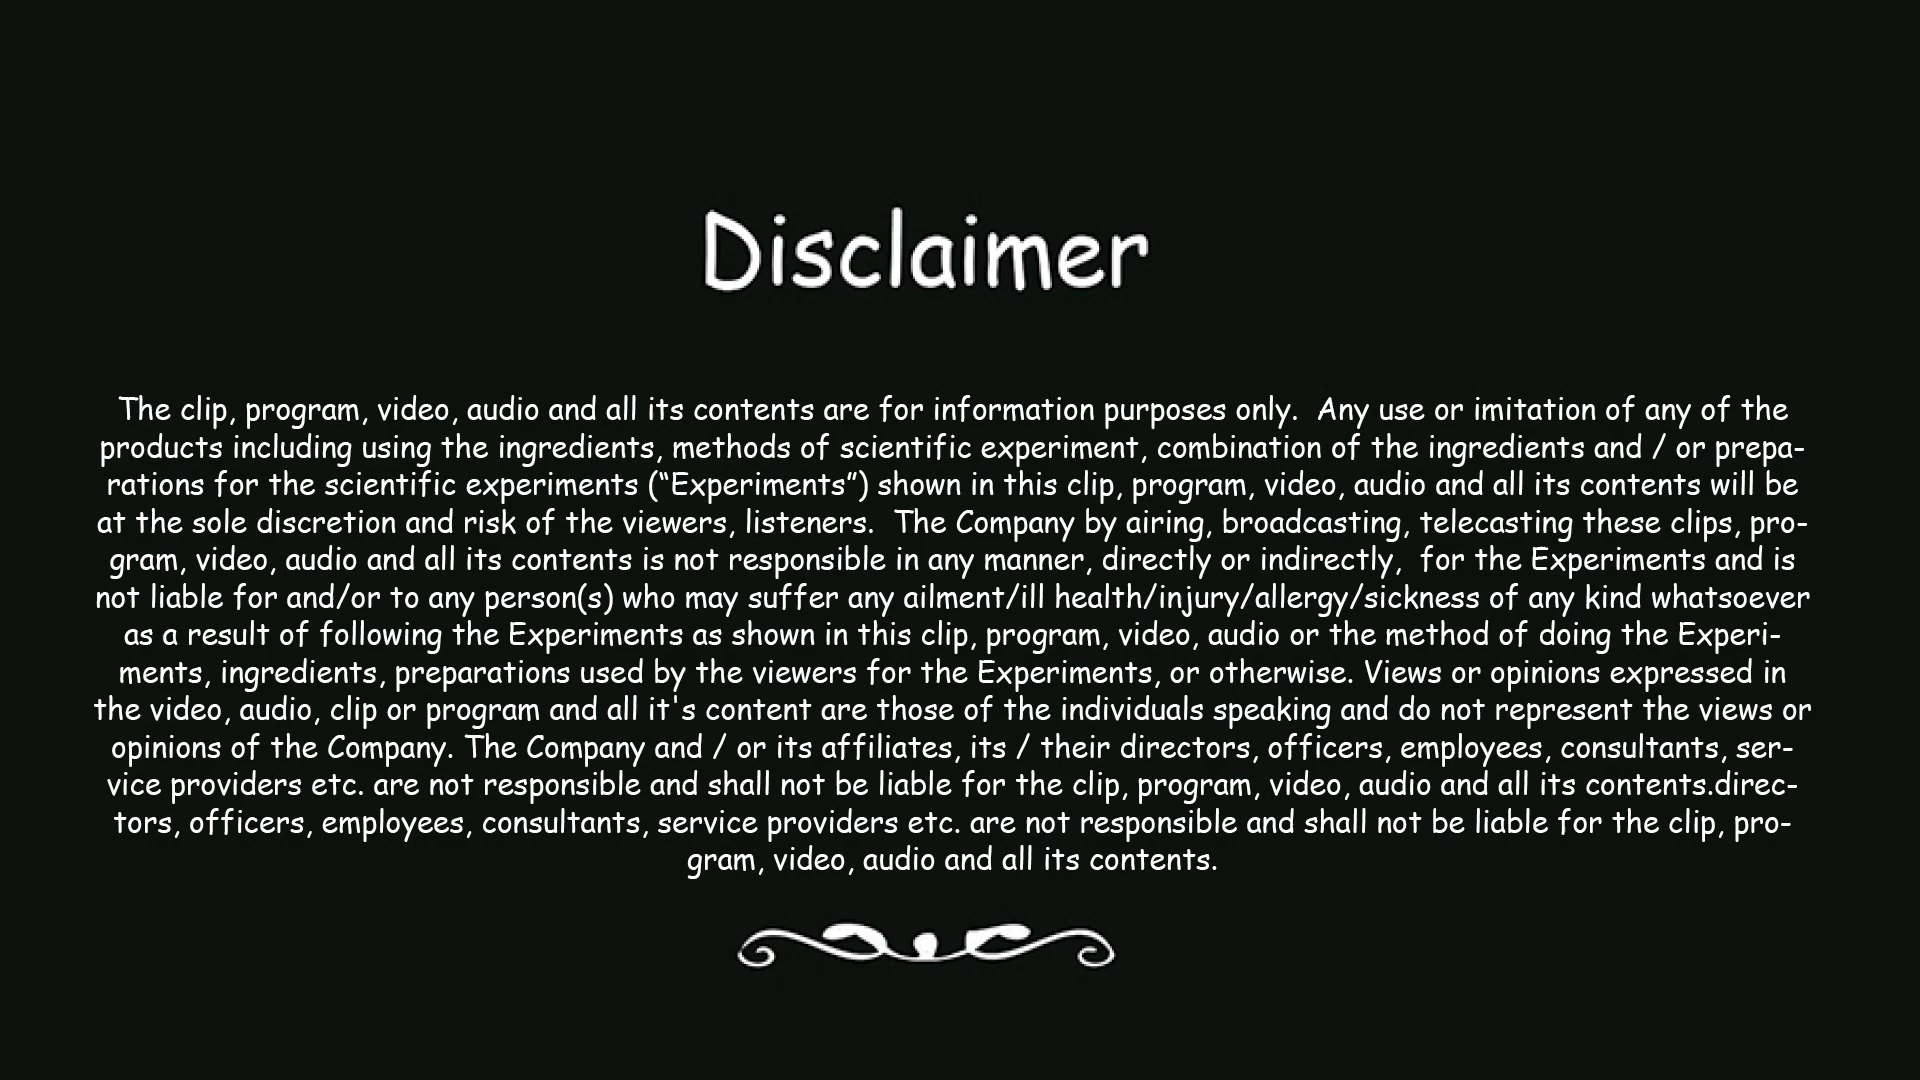 Disclaimer
The clip, program, video, audio and all its contents are for information purposes only.  Any use or imitation of any of the
products including using the ingredients, methods of scientific experiment, combination of the ingredients and / or prepa-
rations for the scientific experiments (“Experiments”) shown in this clip, program, video, audio and all its contents will be
at the sole discretion and risk of the viewers, listeners.  The Company by airing, broadcasting, telecasting these clips, pro-
gram, video, audio and all its contents is not responsible in any manner, directly or indirectly,  for the Experiments and is
not liable for and/or to any person(s) who may suffer any ailment/ill health/injury/allergy/sickness of any kind whatsoever
as a result of following the Experiments as shown in this clip, program, video, audio or the method of doing the Experi-
ments, ingredients, preparations used by the viewers for the Experiments, or otherwise. Views or opinions expressed in
the video, audio, clip or program and all it's content are those of the individuals speaking and do not represent the views or
opinions of the Company. The Company and / or its affiliates, its / their directors, officers, employees, consultants, ser-
vice providers etc. are not responsible and shall not be liable for the clip, program, video, audio and all its contents.direc-
tors, officers, employees, consultants, service providers etc. are not responsible and shall not be liable for the clip, pro-
gram, video, audio and all its contents.